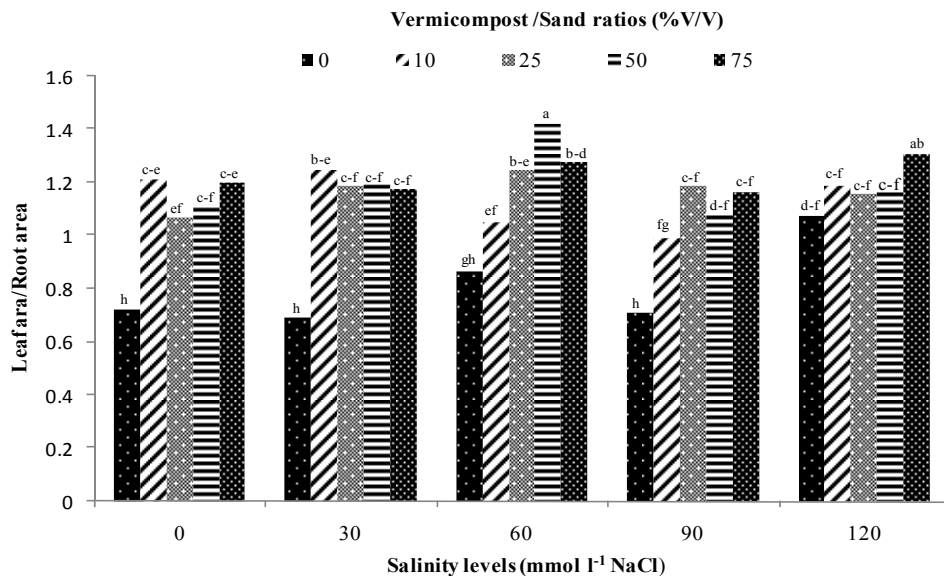 Vermicompost /Sand ratios (%V/V)
0 10 25 50 75
Leaf ara/Root area
1.6
1.4
1.2
1
0.8
0.6
0.4
0.2
0
h c-e ef c-f c-e
h b-e c-f c-f c-f
gh ef b-e a b-d
h fg c-f d-f c-f
d-f c-f c-f c-f ab
0 30 60 90 120
Salinity levels (mmol l⁻¹ NaCl)